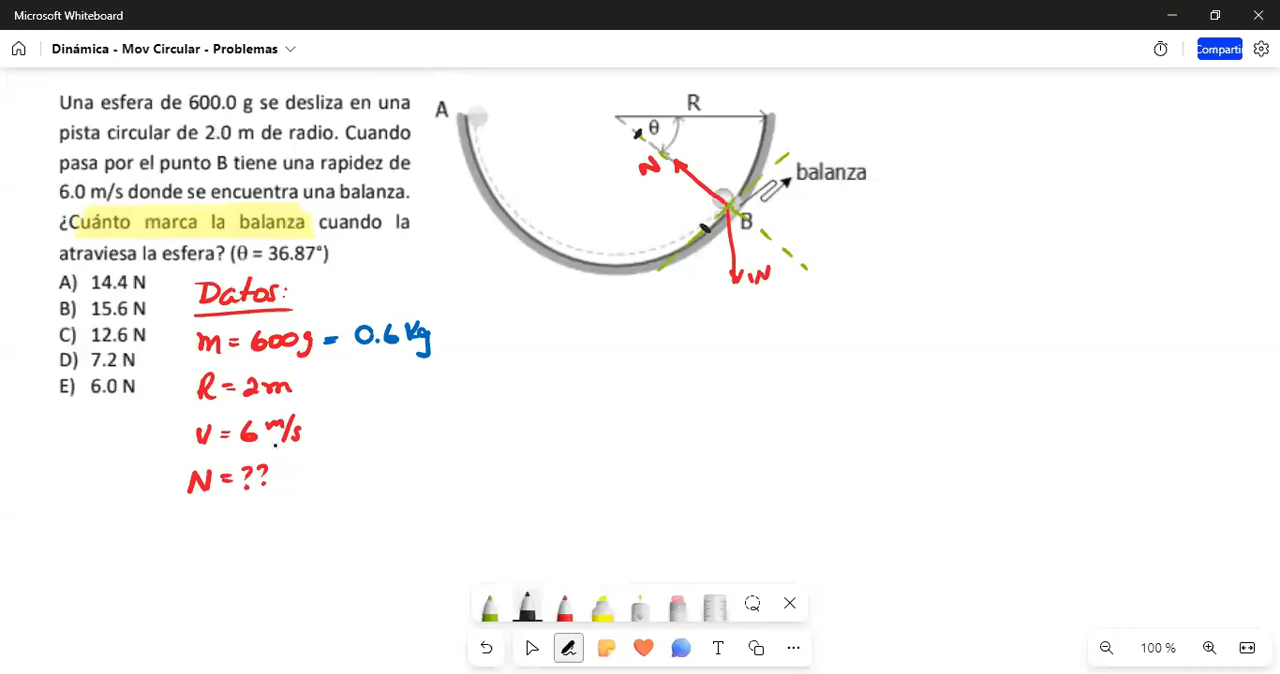 Microsoft Whiteboard
Dinámica - Mov Circular - Problemas
Compartir
Una esfera de 600.0 g se desliza en una
pista circular de 2.0 m de radio. Cuando
pasa por el punto B tiene una rapidez de
6.0 m/s donde se encuentra una balanza.
¿Cuánto marca la balanza cuando la
atraviesa la esfera? (θ = 36.87°)
A) 14.4 N
B) 15.6 N
C) 12.6 N
D) 7.2 N
E) 6.0 N
Datos:
m = 600g = 0.6 Kg
R = 2m
V = 6 m/s
N = ??
A
R
θ
N
balanza
B
W
T
100 %